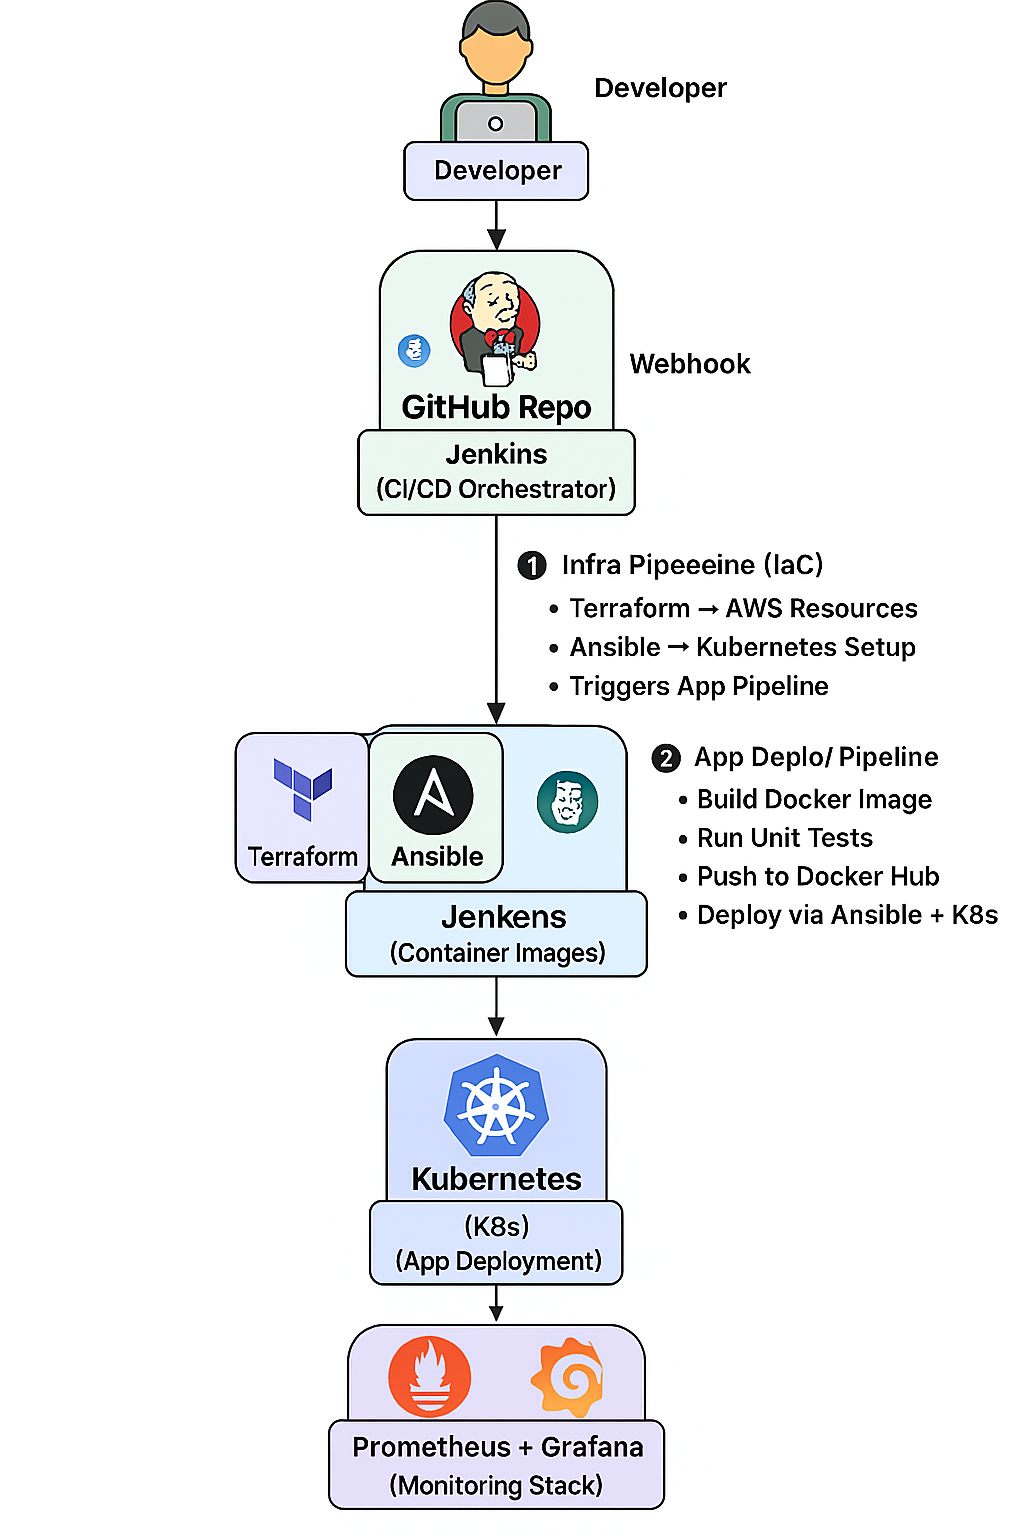 Developer
Developer
GitHub Repo
Webhook
Jenkins
(CI/CD Orchestrator)
1 Infra Pipeeeine (IaC)
• Terraform → AWS Resources
• Ansible → Kubernetes Setup
• Triggers App Pipeline
Terraform
Ansible
2 App Deplo/ Pipeline
• Build Docker Image
• Run Unit Tests
• Push to Docker Hub
• Deploy via Ansible + K8s
Jenkens
(Container Images)
Kubernetes
(K8s)
(App Deployment)
Prometheus + Grafana
(Monitoring Stack)